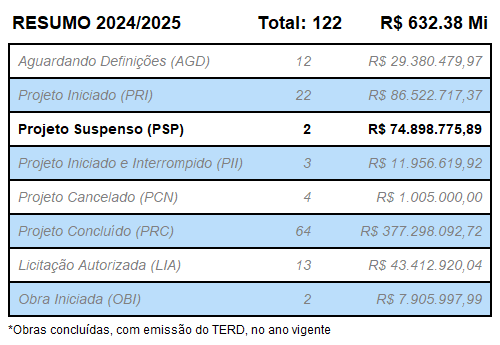 RESUMO 2024/2025 Total: 122 R$ 632.38 Mi
Aguardando Definições (AGD) 12 R$ 29.380.479,97
Projeto Iniciado (PRI) 22 R$ 86.522.717,37
Projeto Suspenso (PSP) 2 R$ 74.898.775,89
Projeto Iniciado e Interrompido (PII) 3 R$ 11.956.619,92
Projeto Cancelado (PCN) 4 R$ 1.005.000,00
Projeto Concluído (PRC) 64 R$ 377.298.092,72
Licitação Autorizada (LIA) 13 R$ 43.412.920,04
Obra Iniciada (OBI) 2 R$ 7.905.997,99
*Obras concluídas, com emissão do TERD, no ano vigente